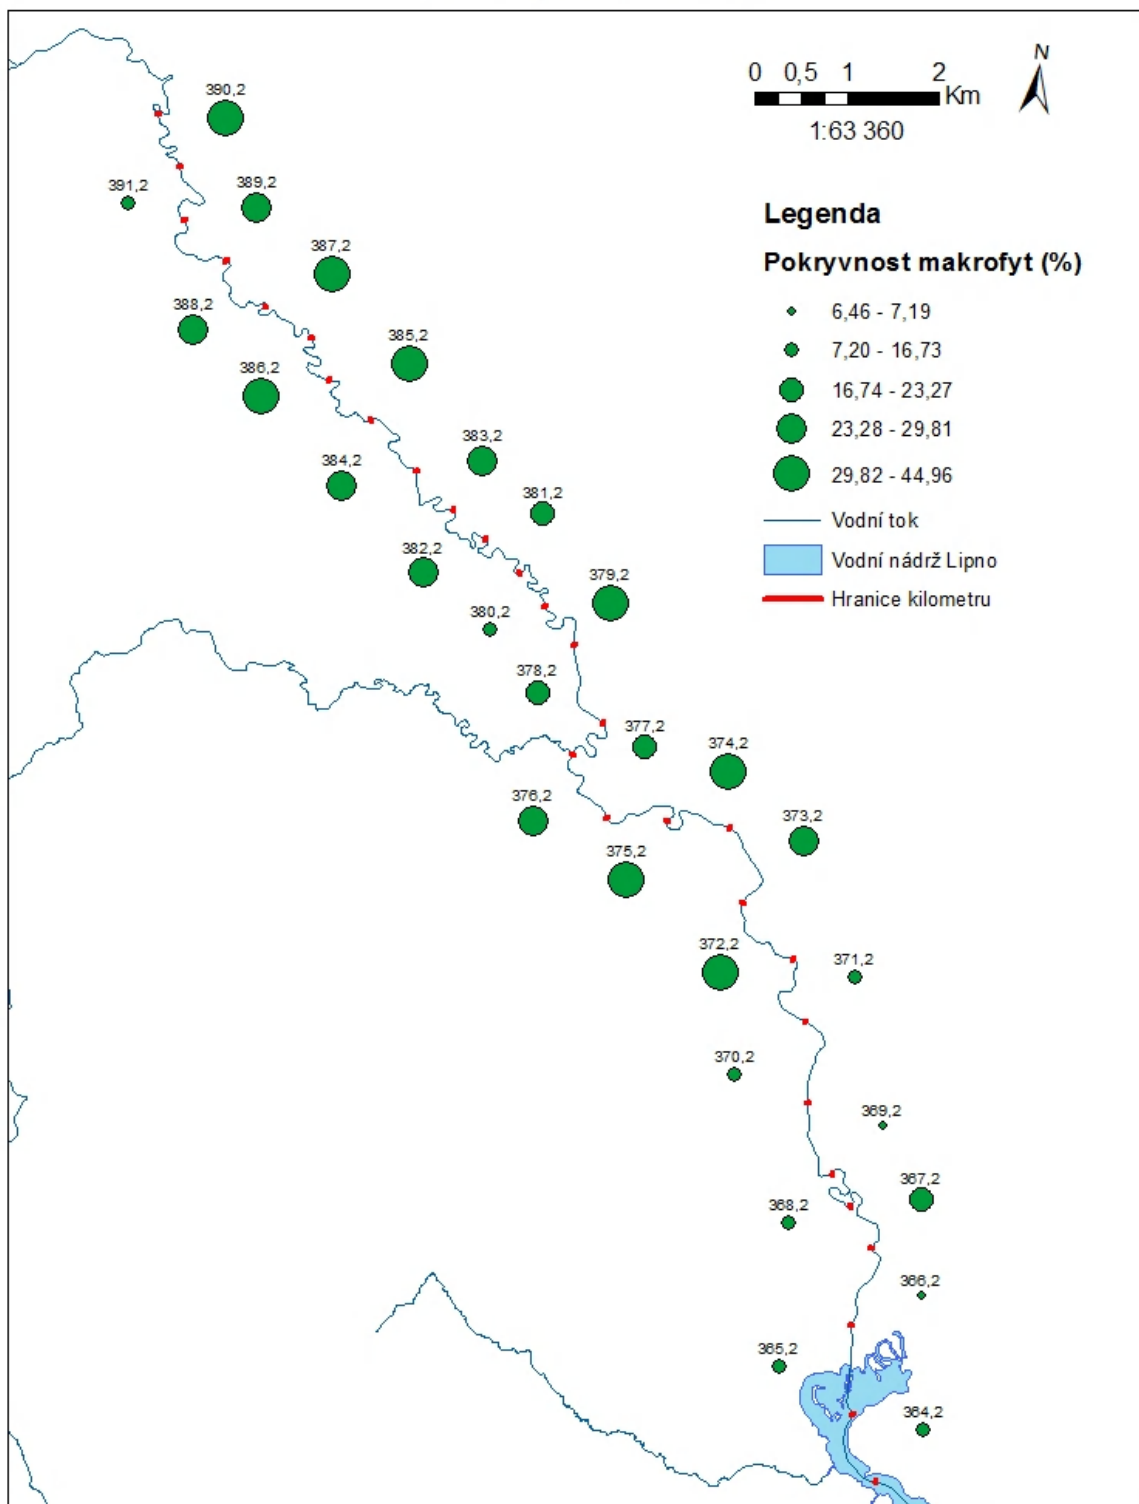 N
0 0,5 1 2
Km
1:63 360
390,2
391,2
389,2
Legenda
387,2
Pokryvnost makrofyt (%)
388,2
6,46 - 7,19
385,2
7,20 - 16,73
386,2
16,74 - 23,27
383,2
23,28 - 29,81
384,2
29,82 - 44,96
381,2
Vodní tok
382,2
Vodní nádrž Lipno
379,2
Hranice kilometru
380,2
378,2
377,2
374,2
376,2
373,2
375,2
372,2
371,2
370,2
369,2
367,2
368,2
366,2
365,2
364,2